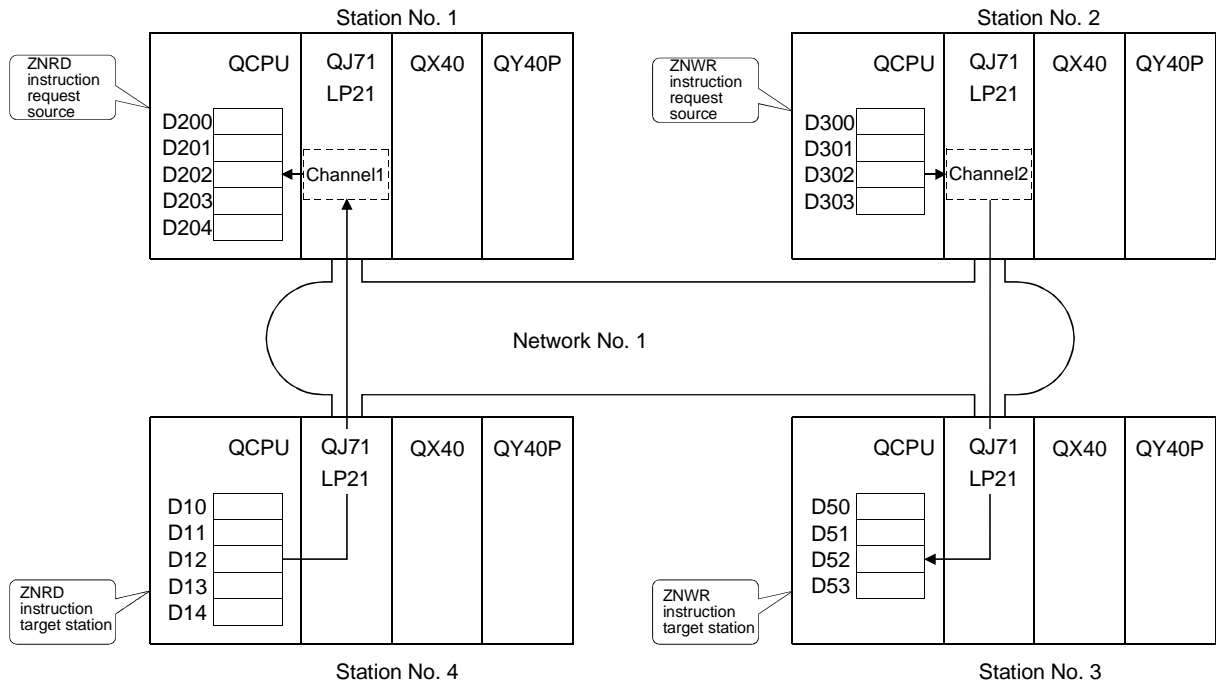 Station No. 1
ZNRD
instruction
request
source
QCPU
QJ71
LP21
QX40
QY40P
D200
D201
D202
D203
D204
Channel1
Station No. 2
ZNWR
instruction
request
source
QCPU
QJ71
LP21
QX40
QY40P
D300
D301
D302
D303
Channel2
Network No. 1
QCPU
QJ71
LP21
QX40
QY40P
D10
D11
D12
D13
D14
ZNRD
instruction
target station
Station No. 4
QCPU
QJ71
LP21
QX40
QY40P
D50
D51
D52
D53
ZNWR
instruction
target station
Station No. 3